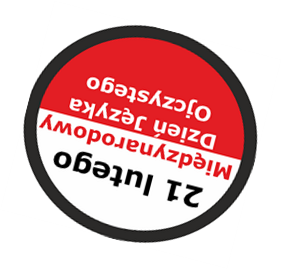 21 lutego
Międzynarodowy
Dzień Języka
Ojczystego